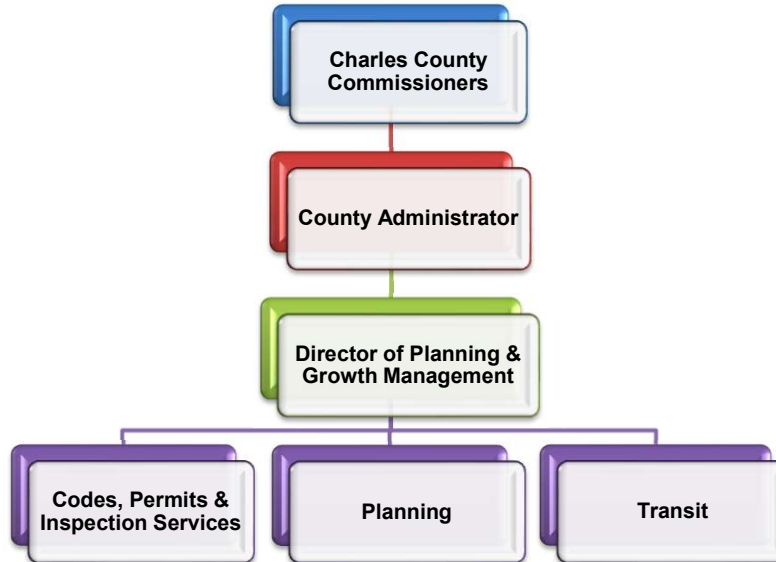 Charles County
Commissioners
County Administrator
Director of Planning &
Growth Management
Codes, Permits &
Inspection Services
Planning
Transit